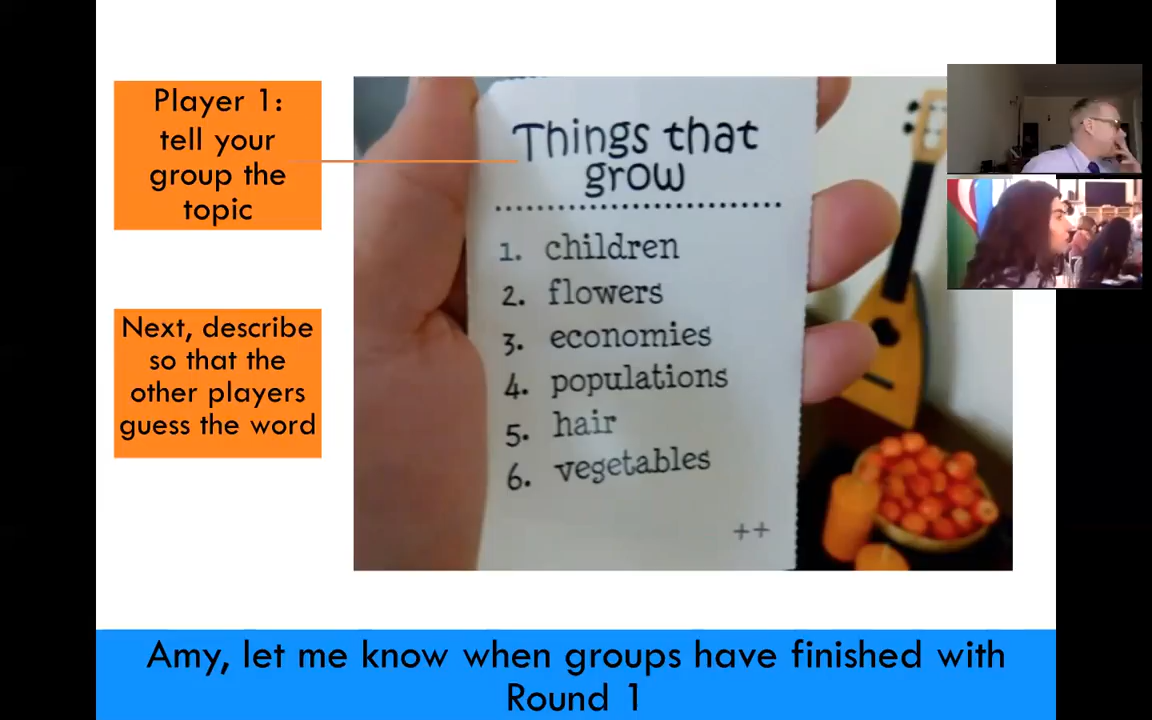 Player 1:
tell your
group the
topic
Next, describe
so that the
other players
guess the word
Things that
grow
1. children
2. flowers
3. economies
4. populations
5. hair
6. vegetables
++
Amy, let me know when groups have finished with
Round 1